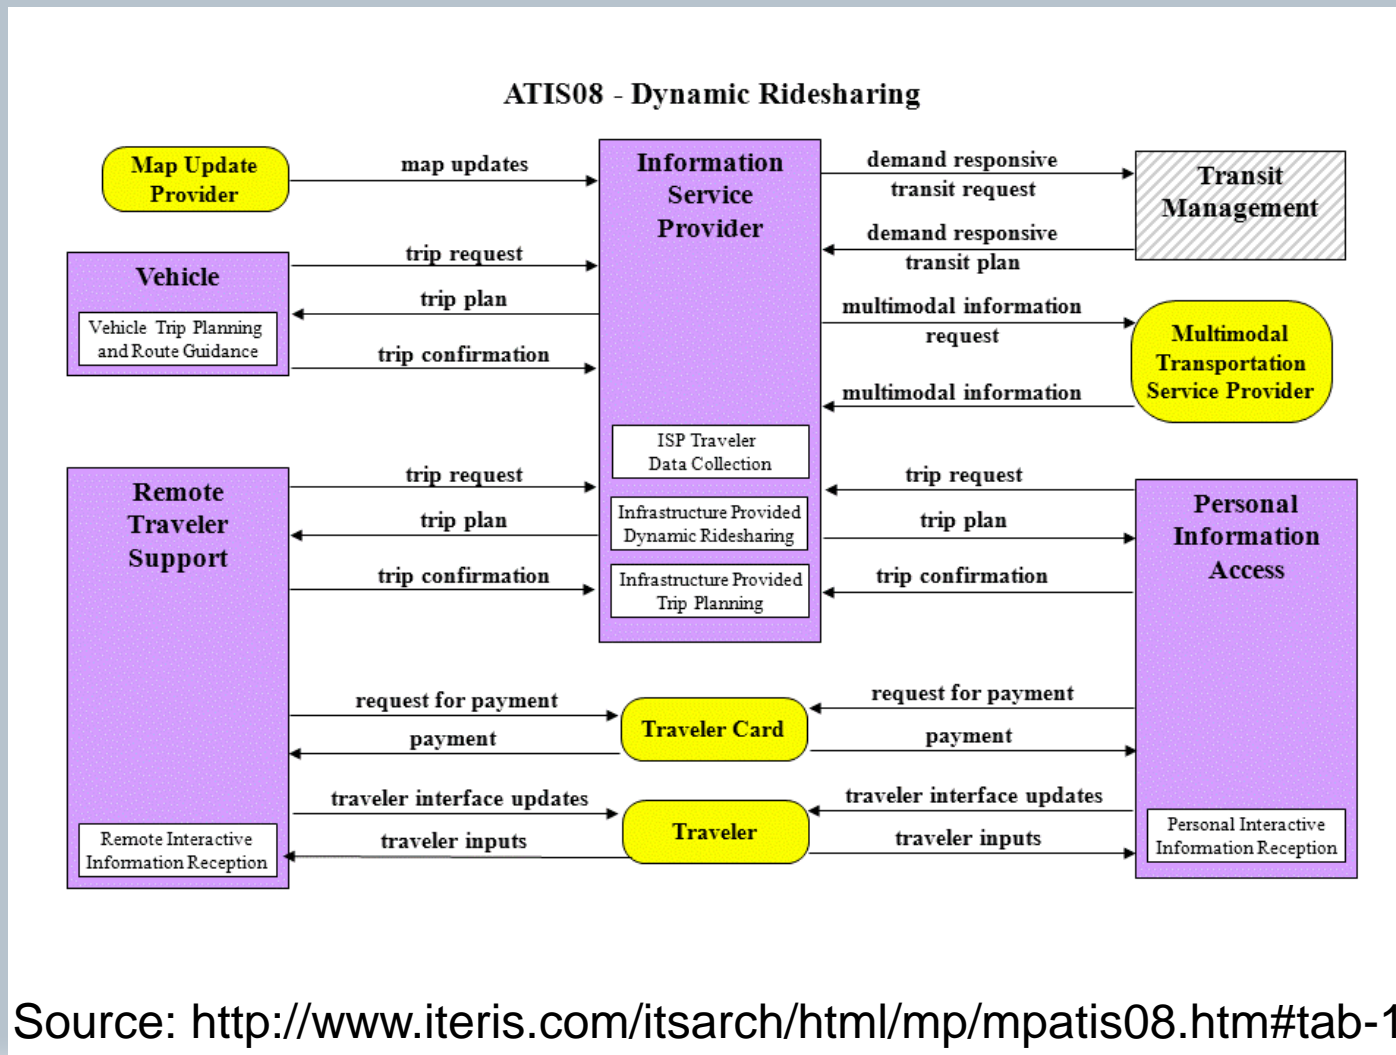 ATIS08 - Dynamic Ridesharing
Map Update
Provider
map updates
Information
Service
Provider
demand responsive
transit request
Transit
Management
demand responsive
transit plan
Vehicle
Vehicle Trip Planning
and Route Guidance
trip request
trip plan
trip confirmation
multimodal information
request
multimodal information
Multimodal
Transportation
Service Provider
ISP Traveler
Data Collection
Infrastructure Provided
Dynamic Ridesharing
Infrastructure Provided
Trip Planning
Remote
Traveler
Support
trip request
trip plan
trip confirmation
trip request
trip plan
trip confirmation
Personal
Information
Access
request for payment
payment
Traveler Card
request for payment
payment
traveler interface updates
traveler inputs
Traveler
traveler interface updates
traveler inputs
Remote Interactive
Information Reception
Personal Interactive
Information Reception
Source: http://www.iteris.com/itsarch/html/mp/mpatis08.htm#tab-1